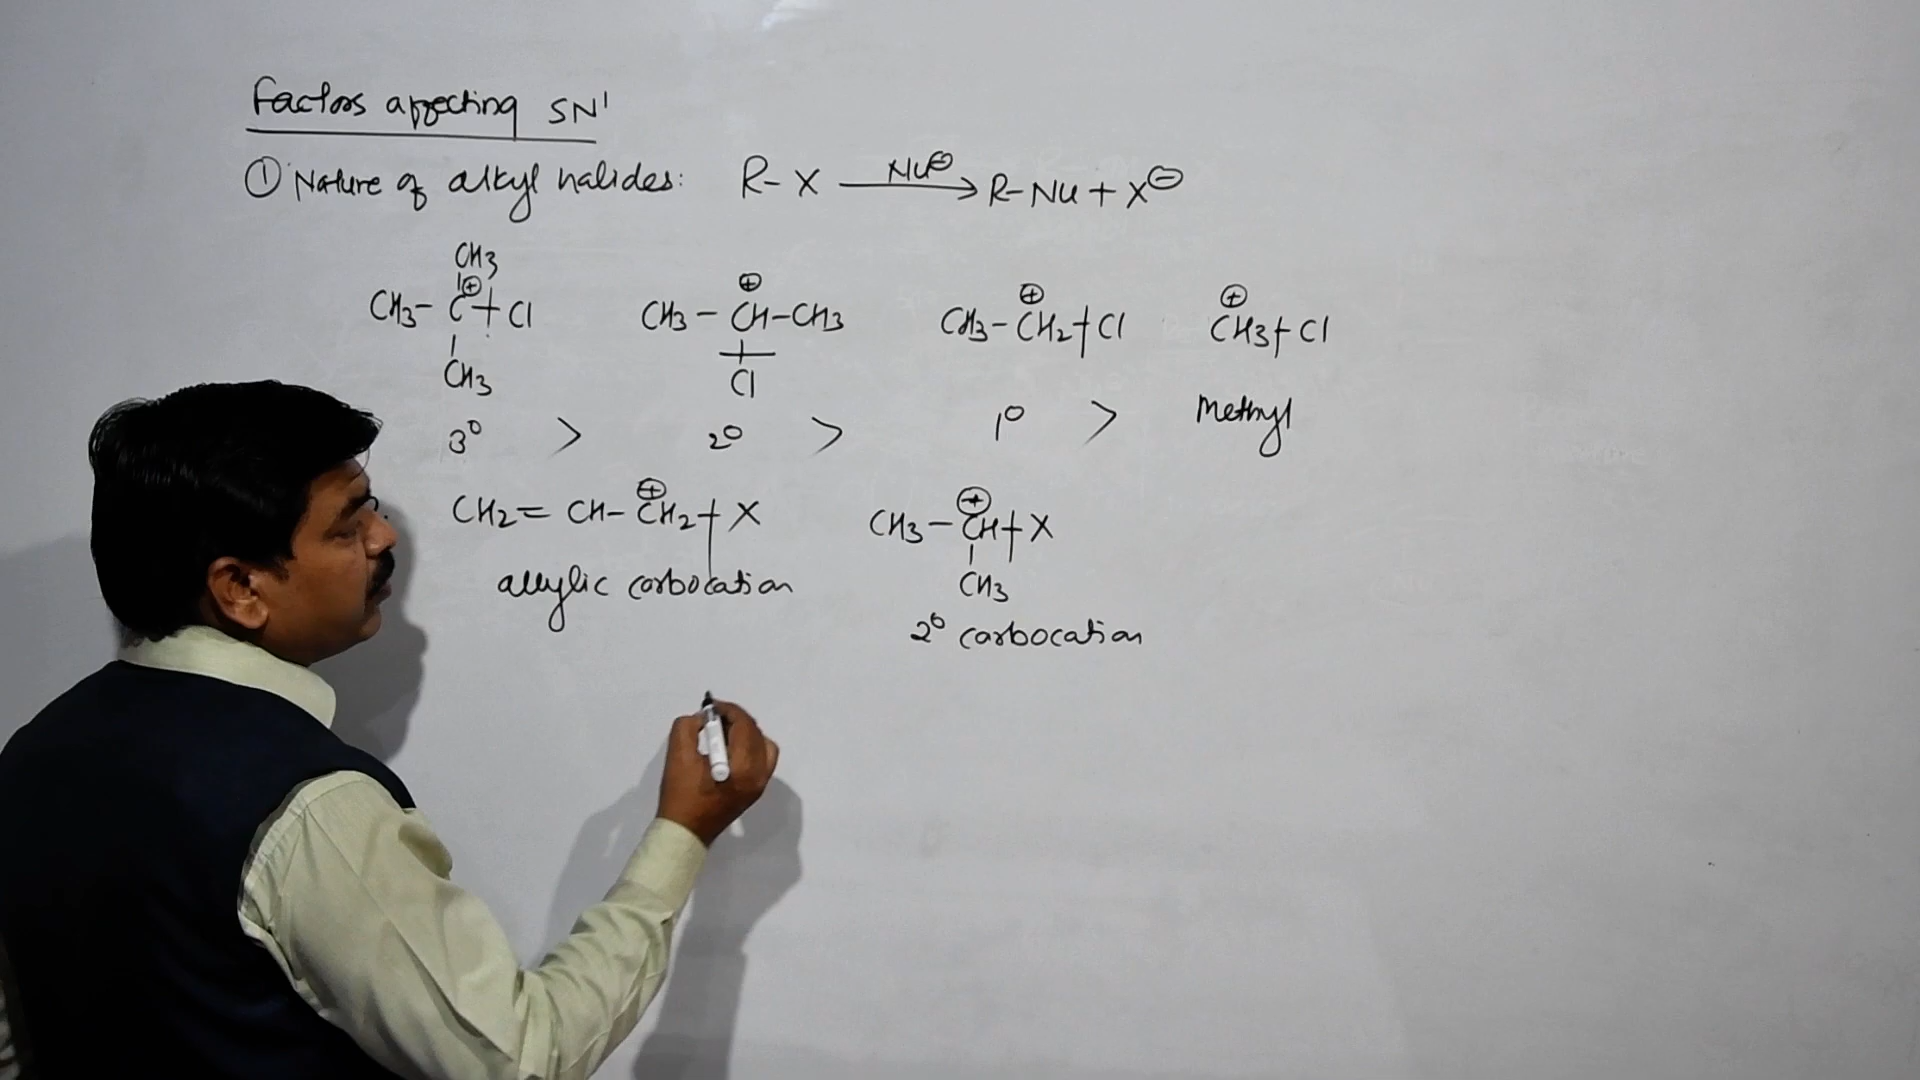 Factors affecting SN¹
① Nature of alkyl halides: R-X —Nu⊖→ R-Nu + X⊖
CH3 ⊕ ⊕ ⊕
CH3-C⊕+Cl CH3-CH-CH3 CH3-CH2+Cl CH3+Cl
CH3 Cl
3° > 2° > 1° > Methyl
⊕ ⊕
CH2=CH-CH2+X CH3-CH+X
CH3
allylic carbocation
2° carbocation